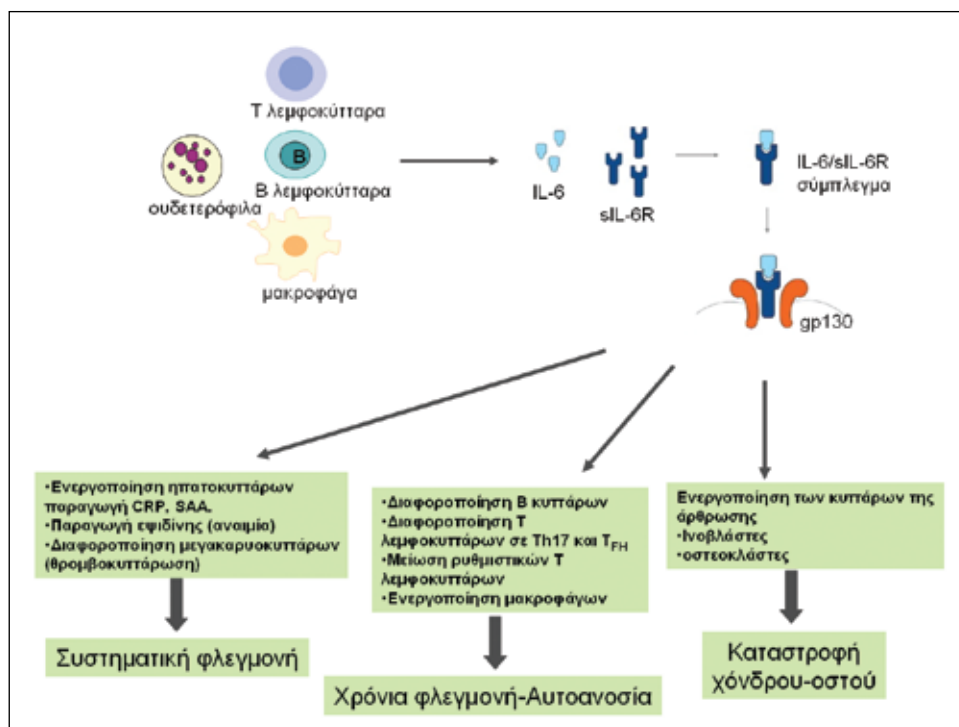 Τ λεμφοκύτταρα
B
Β λεμφοκύτταρα
ουδετερόφιλα
μακροφάγα
IL-6
sIL-6R
IL-6/sIL-6R
σύμπλεγμα
gp130
•Ενεργοποίηση ηπατοκυττάρων
παραγωγή CRP, SAA.
•Παραγωγή εψιδίνης (αναιμία)
•Διαφοροποίηση μεγακαρυοκυττάρων
(θρομβοκυττάρωση)
Συστηματική φλεγμονή
•Διαφοροποίηση Β κυττάρων
•Διαφοροποίηση Τ
λεμφοκυττάρων σε Th17 και TFH
•Μείωση ρυθμιστικών Τ
λεμφοκυττάρων
•Ενεργοποίηση μακροφάγων
Χρόνια φλεγμονή-Αυτοανοσία
Ενεργοποίηση των κυττάρων της
άρθρωσης
•Ινοβλάστες
•οστεοκλάστες
Καταστροφή
χόνδρου-οστού